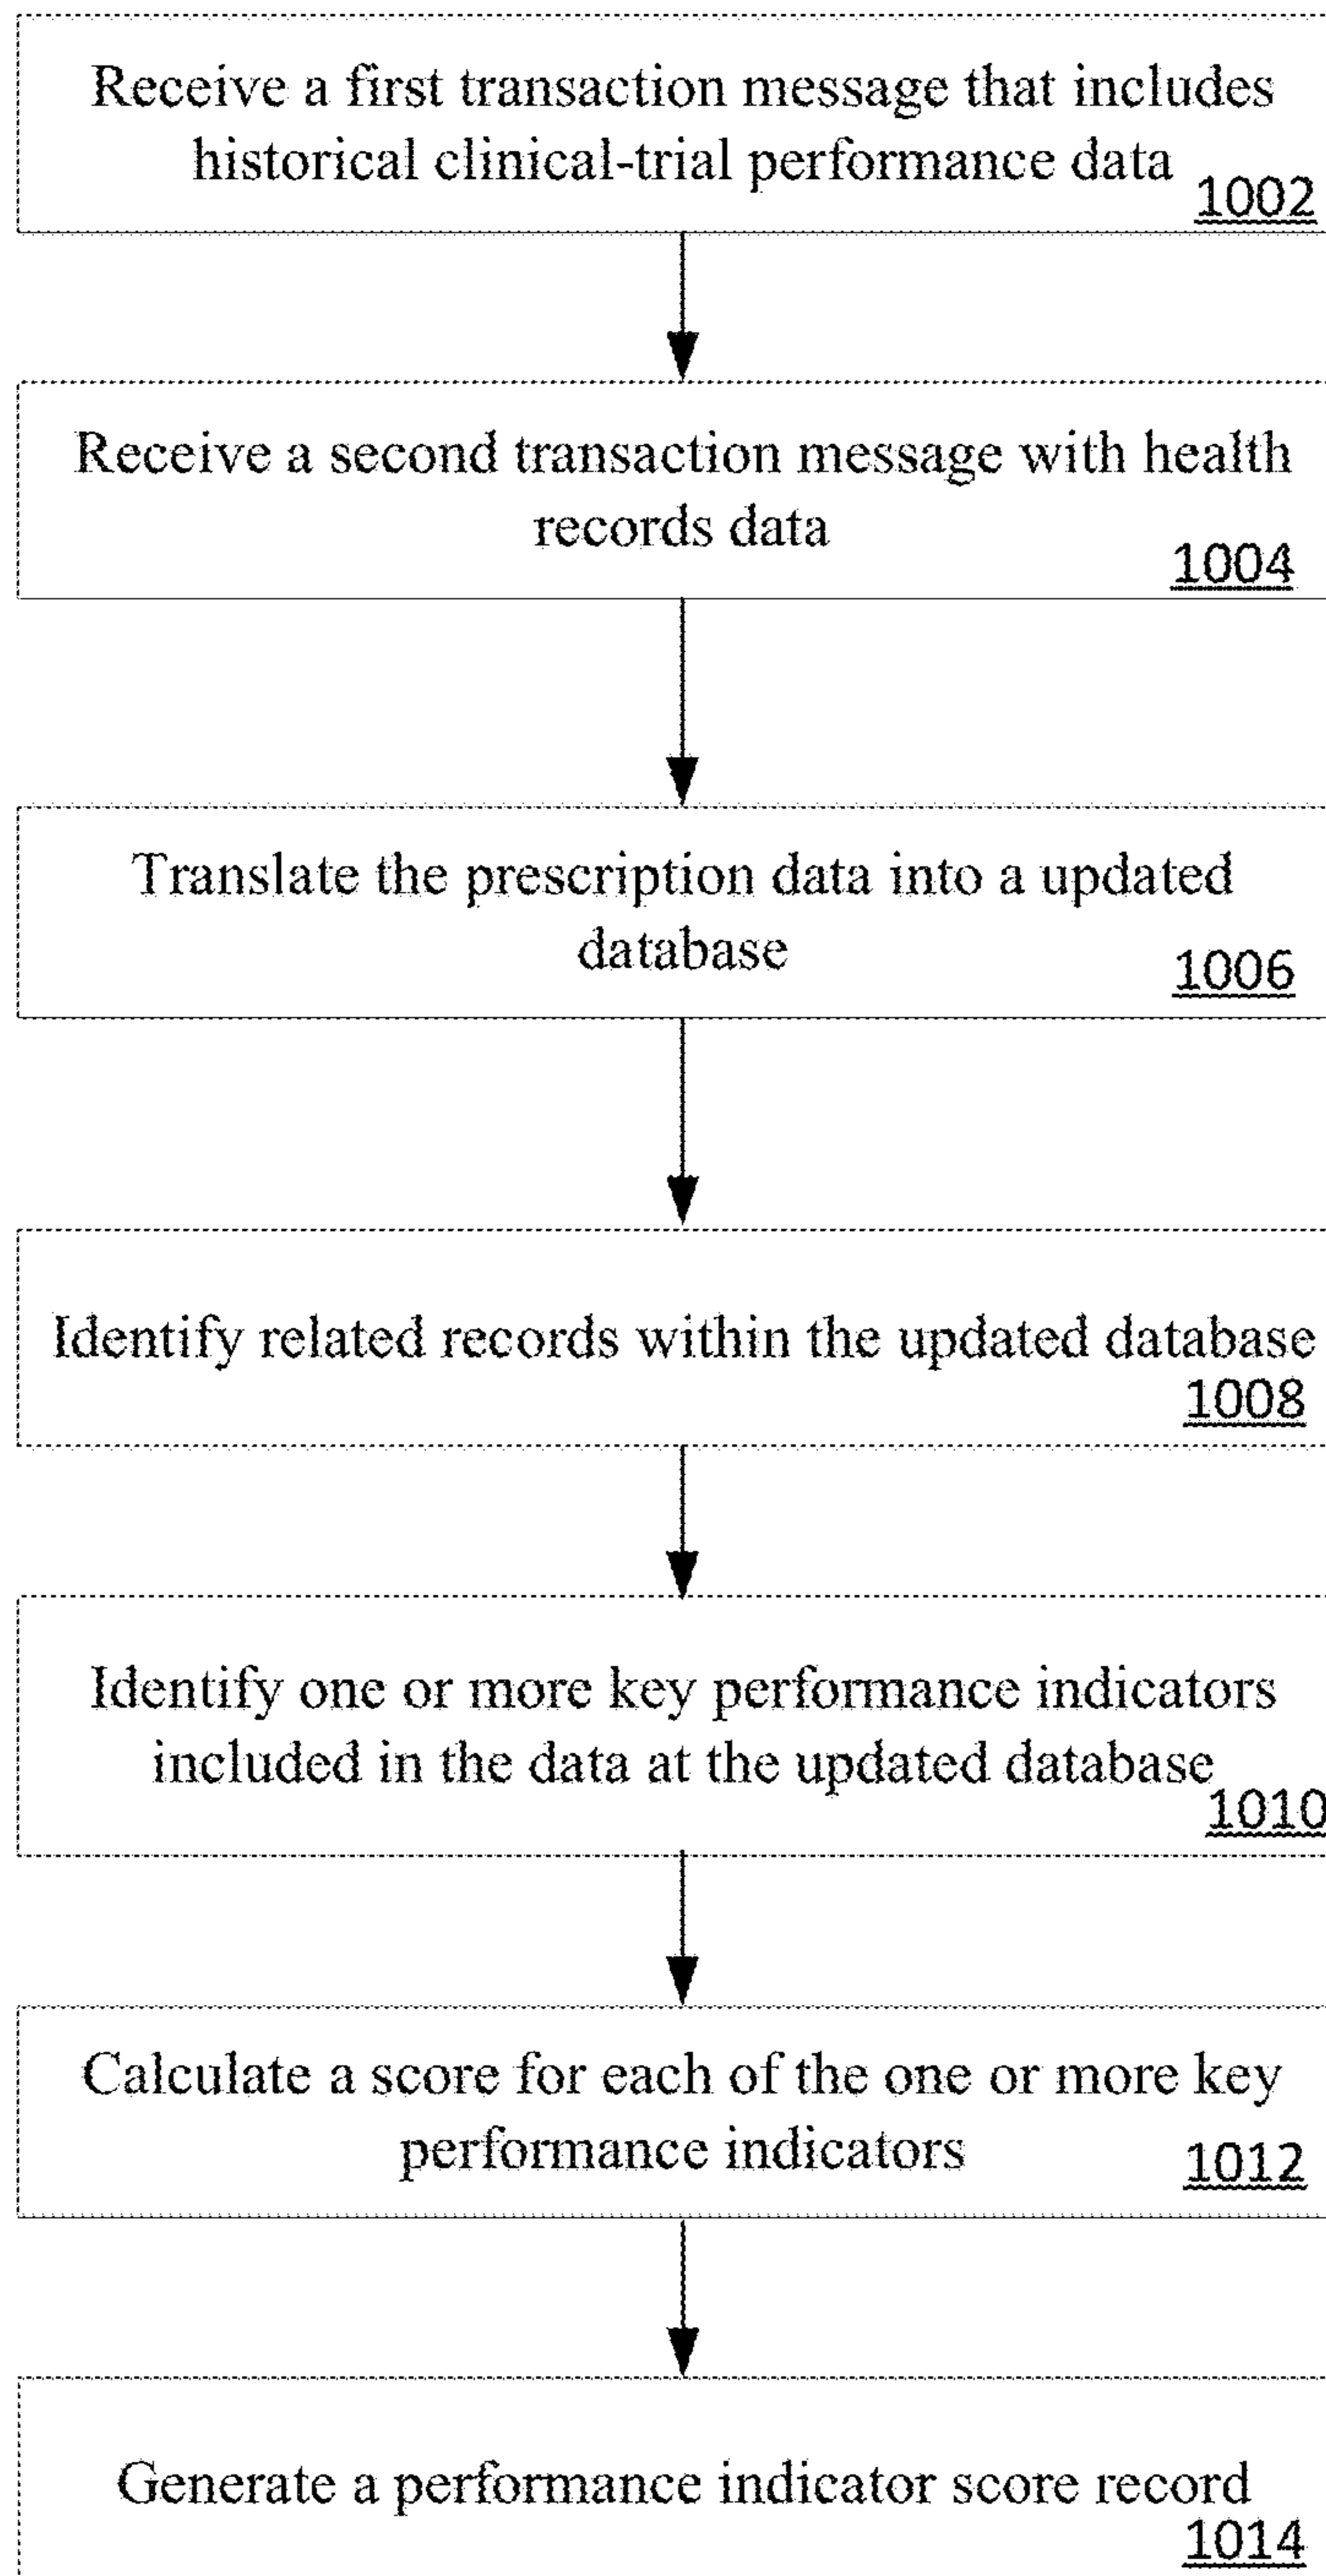 Receive a first transaction message that includes
historical clinical-trial performance data
1002
Receive a second transaction message with health
records data
1004
Translate the prescription data into a updated
database
1006
Identify related records within the updated database
1008
Identify one or more key performance indicators
included in the data at the updated database
1010
Calculate a score for each of the one or more key
performance indicators
1012
Generate a performance indicator score record
1014